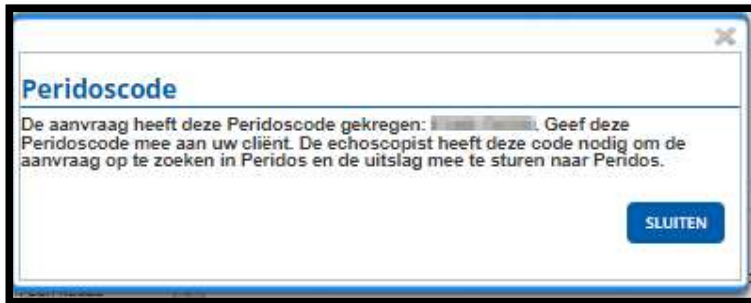 Peridoscode
De aanvraag heeft deze Peridoscode gekregen: . Geef deze
Peridoscode mee aan uw cliënt. De echoscopist heeft deze code nodig om de
aanvraag op te zoeken in Peridos en de uitslag mee te sturen naar Peridos.
SLUITEN